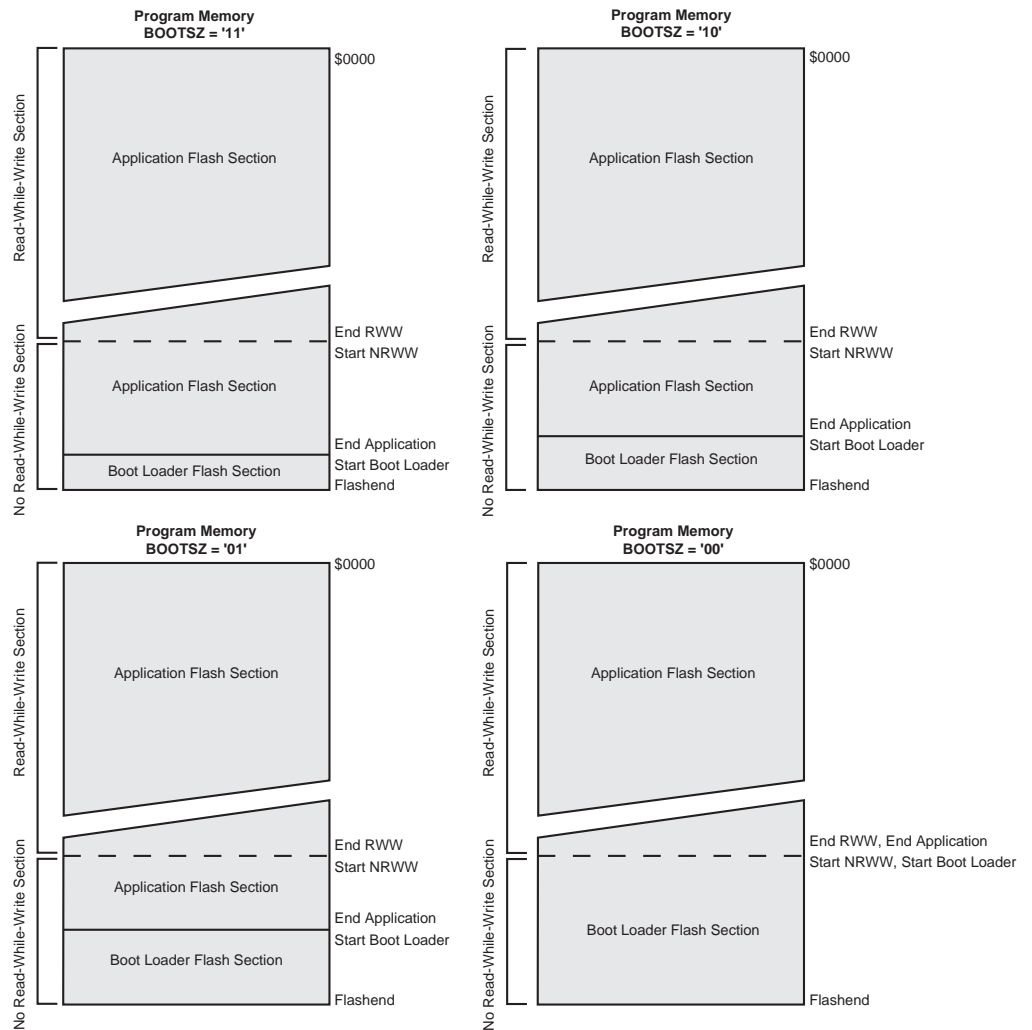 Program Memory
BOOTSZ = '11'
$0000
Read-While-Write Section
Application Flash Section
End RWW
Start NRWW
No Read-While-Write Section
Application Flash Section
End Application
Start Boot Loader
Boot Loader Flash Section
Flashend
Program Memory
BOOTSZ = '10'
$0000
Read-While-Write Section
Application Flash Section
End RWW
Start NRWW
No Read-While-Write Section
Application Flash Section
End Application
Start Boot Loader
Boot Loader Flash Section
Flashend
Program Memory
BOOTSZ = '01'
$0000
Read-While-Write Section
Application Flash Section
End RWW
Start NRWW
No Read-While-Write Section
Application Flash Section
End Application
Start Boot Loader
Boot Loader Flash Section
Flashend
Program Memory
BOOTSZ = '00'
$0000
Read-While-Write Section
Application Flash Section
End RWW, End Application
Start NRWW, Start Boot Loader
No Read-While-Write Section
Boot Loader Flash Section
Flashend